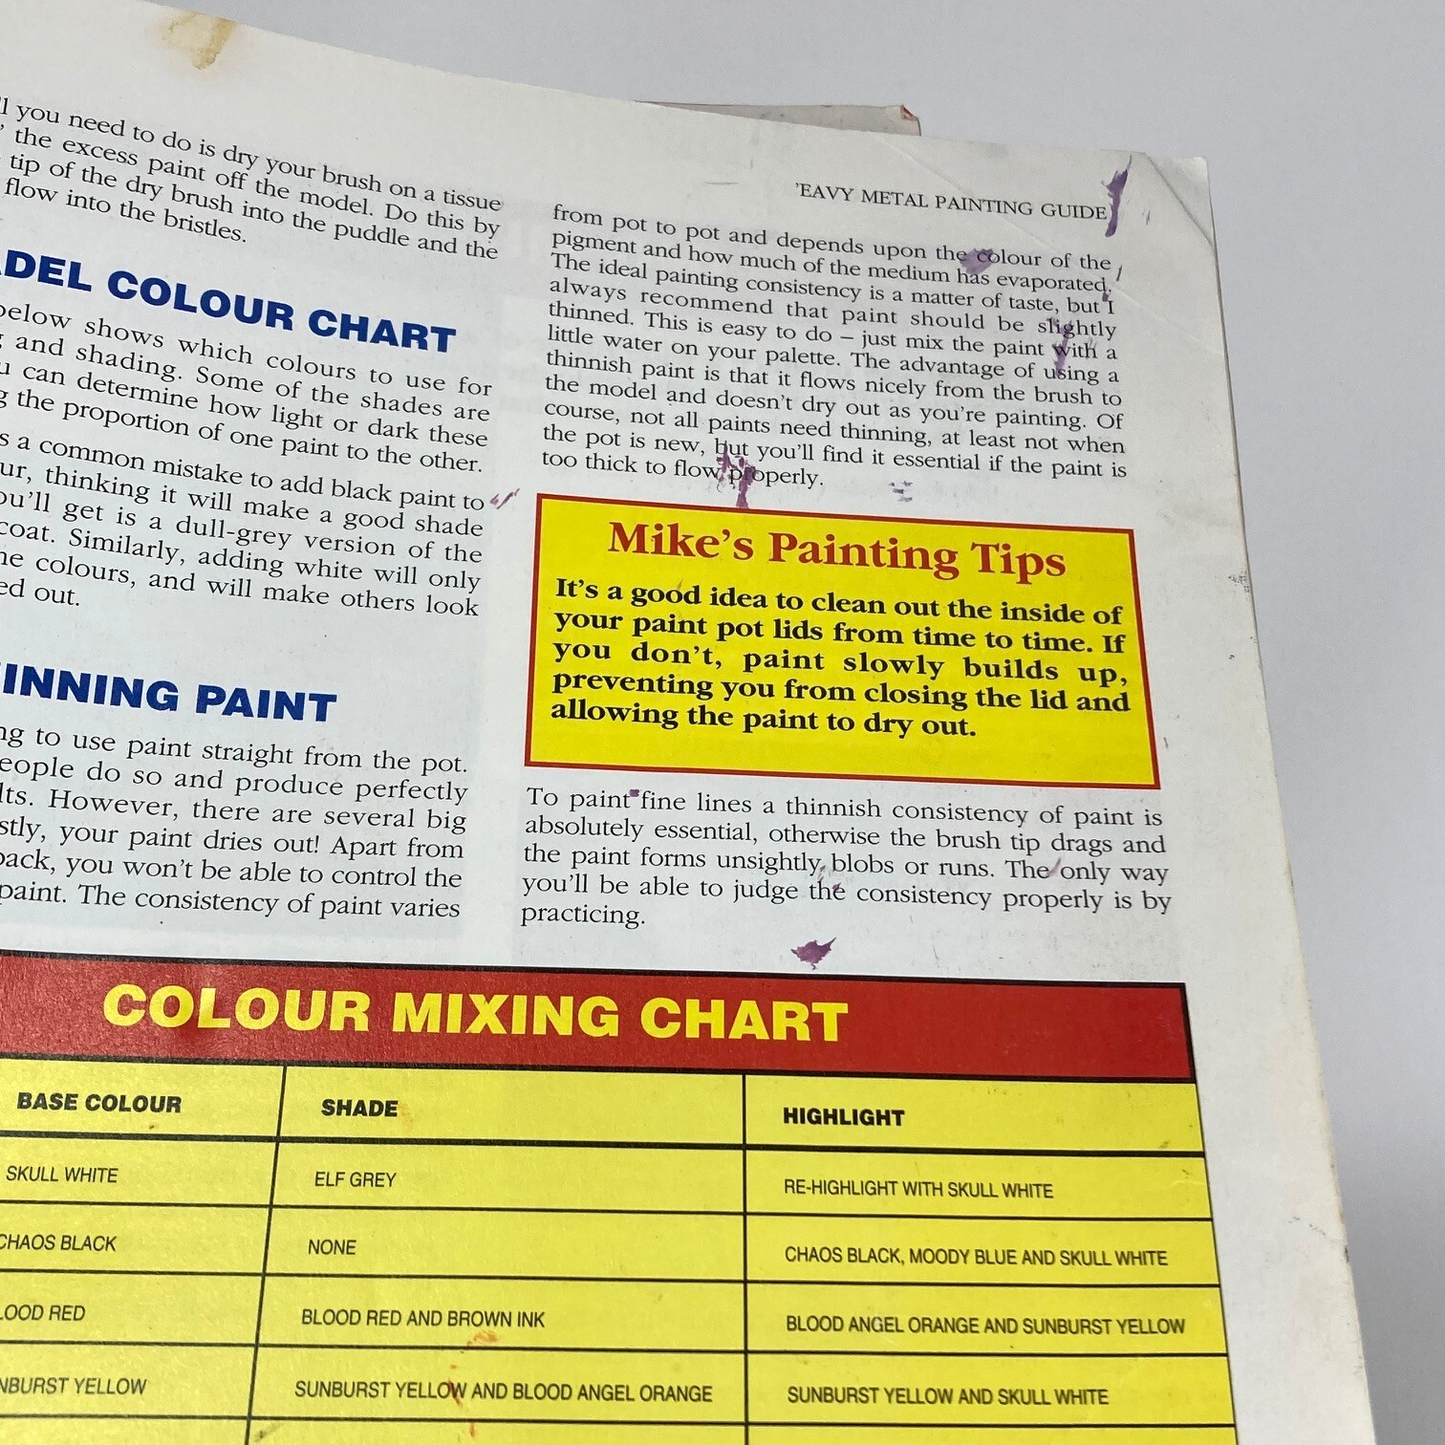 'EAVY METAL PAINTING GUIDE
you need to do is dry your brush on a tissue
the excess paint off the model. Do this by
tip of the dry brush into the puddle and the
flow into the bristles.
COLOUR CHART
below shows which colours to use for
and shading. Some of the shades are
can determine how light or dark these
the proportion of one paint to the other.
a common mistake to add black paint to
thinking it will make a good shade
you'll get is a dull-grey version of the
coat. Similarly, adding white will only
colours, and will make others look
out.
PAINT
to use paint straight from the pot.
people do so and produce perfectly
However, there are several big
your paint dries out! Apart from
you won't be able to control the
paint. The consistency of paint varies
from pot to pot and depends upon the colour of the
pigment and how much of the medium has evaporated.
The ideal painting consistency is a matter of taste, but I
always recommend that paint should be slightly
thinned. This is easy to do – just mix the paint with a
little water on your palette. The advantage of using a
thinnish paint is that it flows nicely from the brush to
the model and doesn't dry out as you're painting. Of
course, not all paints need thinning, at least not when
the pot is new, but you'll find it essential if the paint is
too thick to flow properly.
Mike's Painting Tips
It's a good idea to clean out the inside of
your paint pot lids from time to time. If
you don't, paint slowly builds up,
preventing you from closing the lid and
allowing the paint to dry out.
To paint fine lines a thinnish consistency of paint is
absolutely essential, otherwise the brush tip drags and
the paint forms unsightly blobs or runs. The only way
you'll be able to judge the consistency properly is by
practicing.
COLOUR MIXING CHART
BASE COLOUR SHADE HIGHLIGHT
SKULL WHITE ELF GREY RE-HIGHLIGHT WITH SKULL WHITE
CHAOS BLACK NONE CHAOS BLACK, MOODY BLUE AND SKULL WHITE
RED BLOOD RED AND BROWN INK BLOOD ANGEL ORANGE AND SUNBURST YELLOW
YELLOW SUNBURST YELLOW AND BLOOD ANGEL ORANGE SUNBURST YELLOW AND SKULL WHITE